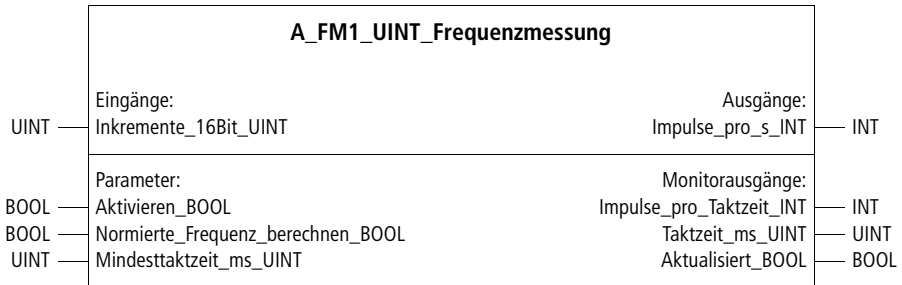 A_FM1_UINT_Frequenzmessung
Eingänge: Ausgänge:
UINT Inkremente_16Bit_UINT Impulse_pro_s_INT INT
Parameter: Monitorausgänge:
BOOL Aktivieren_BOOL Impulse_pro_Taktzeit_INT INT
BOOL Normierte_Frequenz_berechnen_BOOL Taktzeit_ms_UINT UINT
UINT Mindesttaktzeit_ms_UINT Aktualisiert_BOOL BOOL